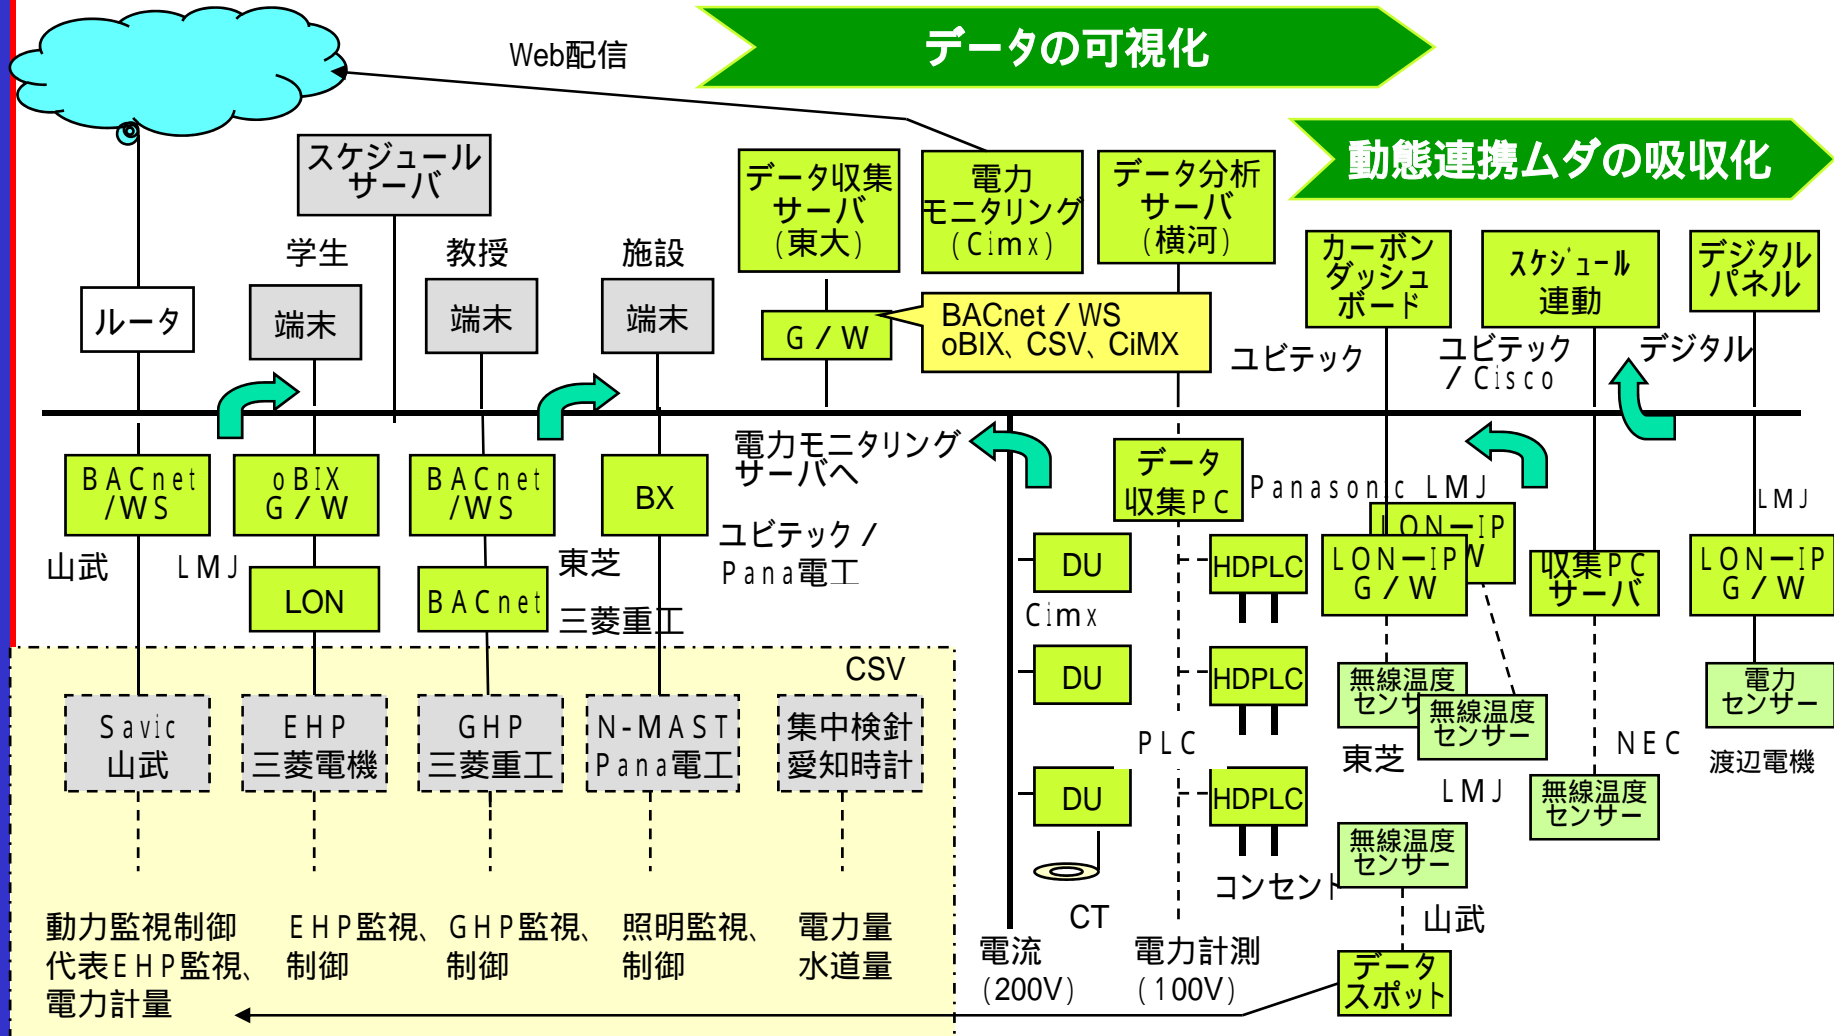 Web配信
データの可視化
動態連携ムダの吸収化
スケジュール
サーバ
データ収集
サーバ
(東大)
電力
モニタリング
(Cimx)
データ分析
サーバ
(横河)
カーボン
ダッシュ
ボード
スケジュール
連動
デジタル
パネル
学生
教授
施設
ルータ
端末
端末
端末
G/W
BACnet/WS
oBIX、CSV、CiMX
ユビテック
ユビテック
/Cisco
デジタル
電力モニタリング
サーバへ
BACnet
/WS
oBIX
G/W
BACnet
/WS
BX
データ
収集PC
Panasonic
LMJ
LMJ
山武
LMJ
東芝
ユビテック/
Pana電工
LON
BACnet
三菱重工
DU
Cimx
DU
DU
HDPLC
HDPLC
HDPLC
LONーIP
W
LONーIP
G/W
収集PC
サーバ
LONーIP
G/W
CSV
Savic
山武
EHP
三菱電機
GHP
三菱重工
N-MAST
Pana電工
集中検針
愛知時計
PLC
無線温度
センサ
無線温度
センサー
東芝
LMJ
NEC
電力
センサー
渡辺電機
無線温度
センサー
無線温度
センサー
コンセント
CT
山武
動力監視制御
代表EHP監視、
電力計量
EHP監視、
制御
GHP監視、
制御
照明監視、
制御
電力量
水道量
電流
(200V)
電力計測
(100V)
データ
スポット